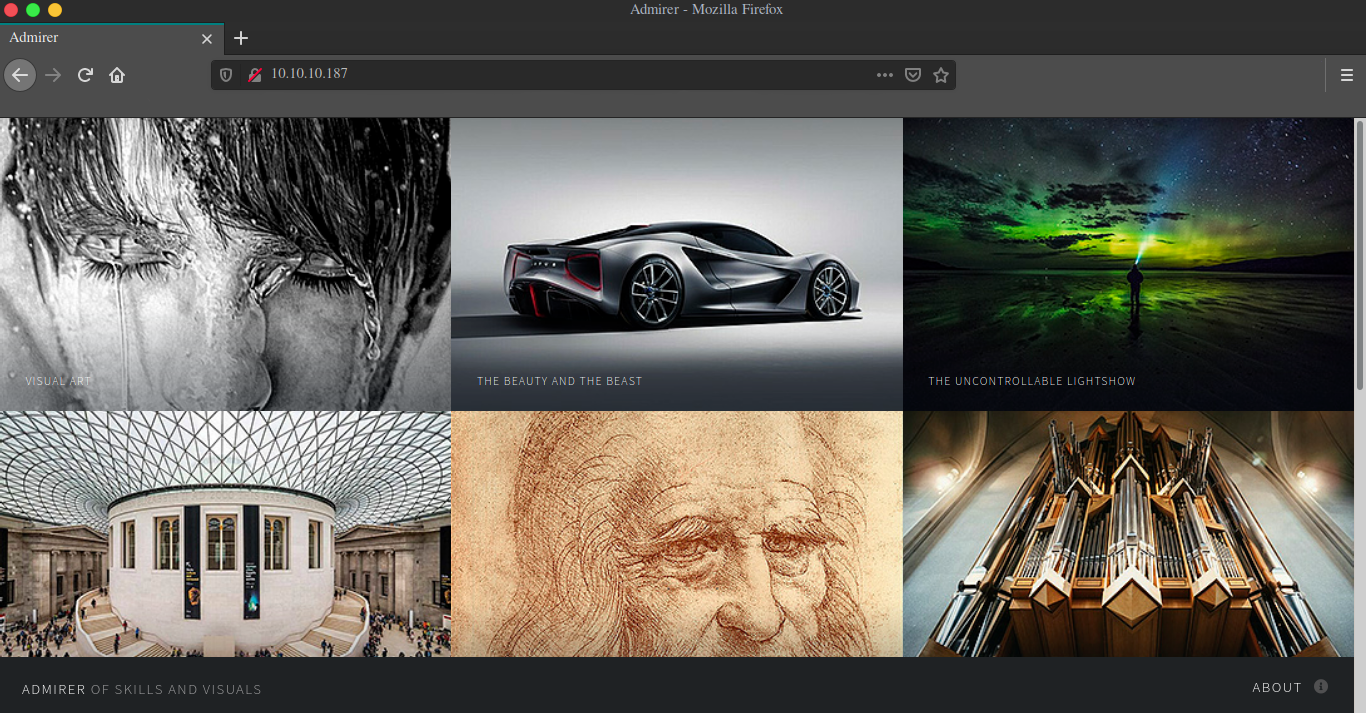 Admirer - Mozilla Firefox
Admirer
10.10.10.187
VISUAL ART
THE BEAUTY AND THE BEAST
THE UNCONTROLLABLE LIGHTSHOW
ADMIRER OF SKILLS AND VISUALS
ABOUT